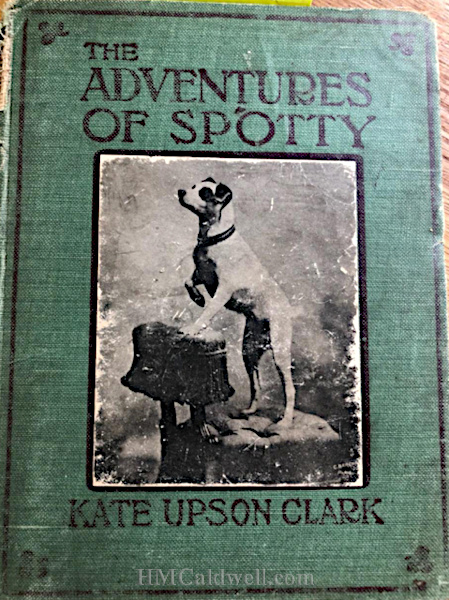 THE
ADVENTURES
OF SPOTTY
KATE UPSON CLARK
HMCaldwell.com